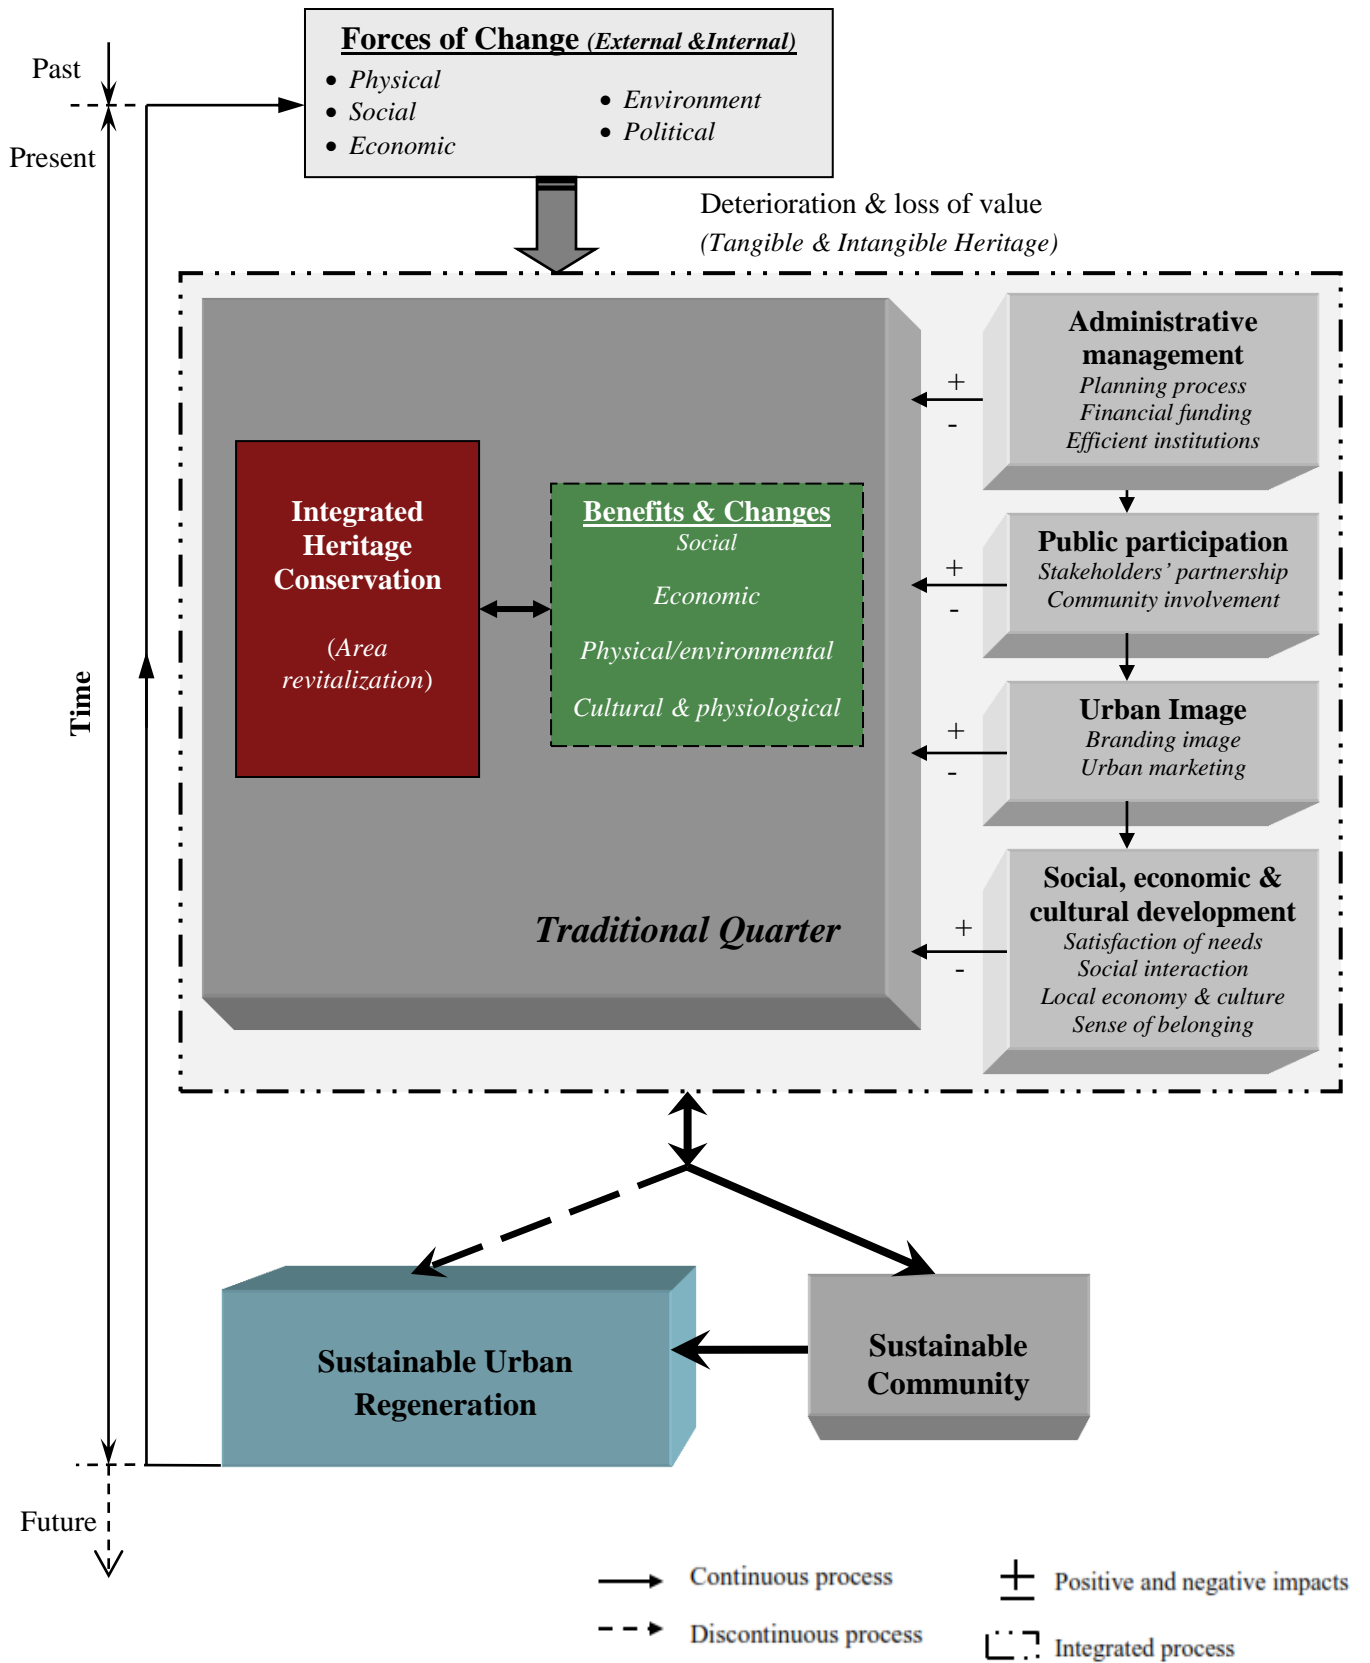 Forces of Change (External &Internal)
• Physical
• Social
• Economic
• Environment
• Political
Past
Present
Deterioration & loss of value
(Tangible & Intangible Heritage)
Administrative
management
Planning process
Financial funding
Efficient institutions
+
-
Integrated
Heritage
Conservation
(Area
revitalization)
Benefits & Changes
Social
Economic
Physical/environmental
Cultural & physiological
Public participation
Stakeholders’ partnership
Community involvement
+
-
Time
Urban Image
Branding image
Urban marketing
+
-
Traditional Quarter
Social, economic &
cultural development
Satisfaction of needs
Social interaction
Local economy & culture
Sense of belonging
+
-
Sustainable Urban
Regeneration
Sustainable
Community
Future
Continuous process
Discontinuous process
+ Positive and negative impacts
Integrated process